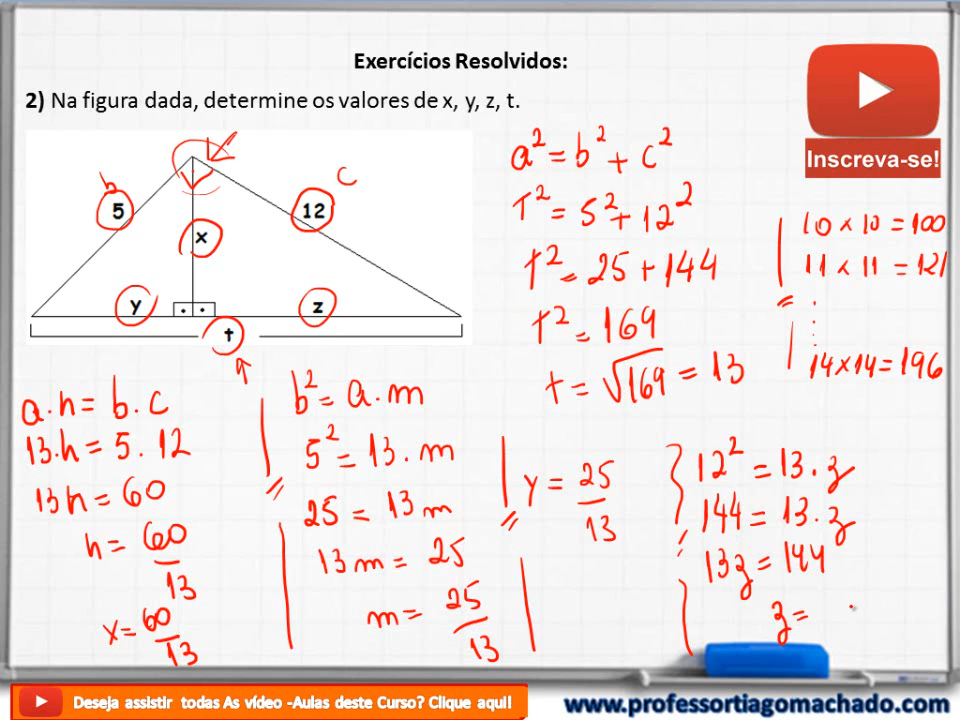 Exercícios Resolvidos:
2) Na figura dada, determine os valores de x, y, z, t.
Inscreva-se!
b
c
5
12
x
y
z
t
a² = b² + c²
T² = 5² + 12²
T² = 25 + 144
T² = 169
t = √169 = 13
10 x 10 = 100
11 x 11 = 121
14 x 14 = 196
a.h = b.c
13.h = 5.12
13h = 60
h = 60/13
x = 60/13
b² = a.m
5² = 13.m
25 = 13m
13m = 25
m = 25/13
y = 25/13
12² = 13.z
144 = 13.z
13z = 144
z =
Deseja assistir todas As vídeo -Aulas deste Curso? Clique aqui!
www.professortiagomachado.com